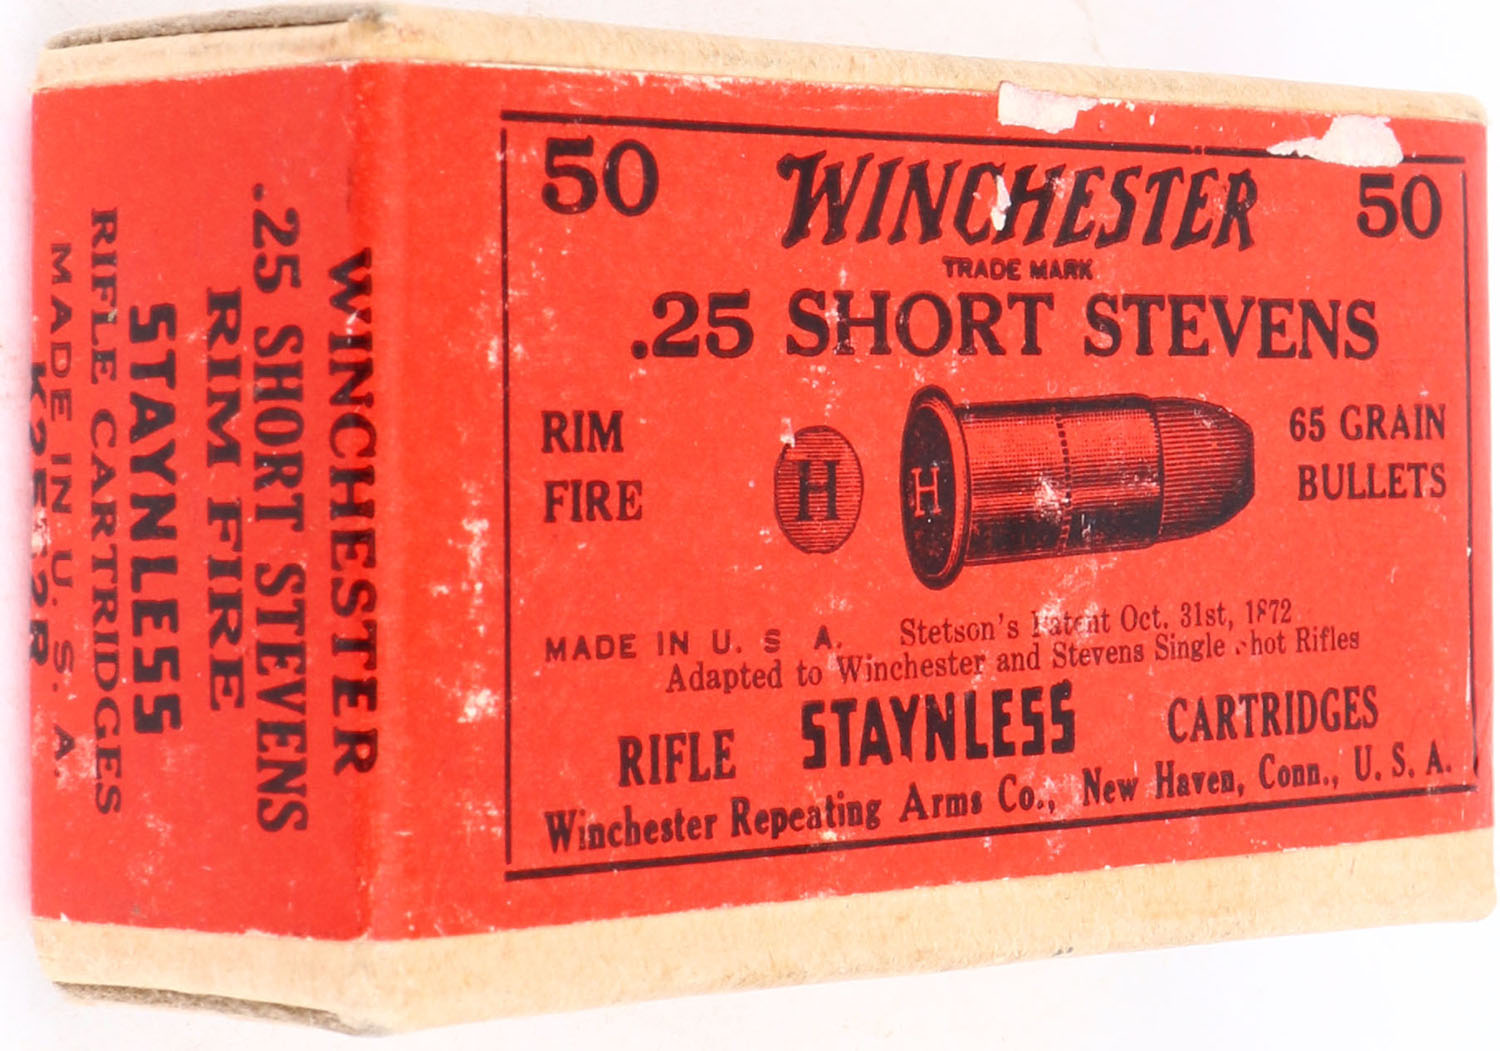 50 WINCHESTER 50
TRADE MARK
.25 SHORT STEVENS
RIM FIRE
H
H
65 GRAIN BULLETS
MADE IN U. S A.
Stetson's Patent Oct. 31st, 1872
Adapted to Winchester and Stevens Single Shot Rifles
RIFLE STAYNLESS CARTRIDGES
Winchester Repeating Arms Co., New Haven, Conn., U. S. A.
WINCHESTER
.25 SHORT STEVENS
RIM FIRE
STAYNLESS
RIFLE CARTRIDGES
MADE IN U. S. A.